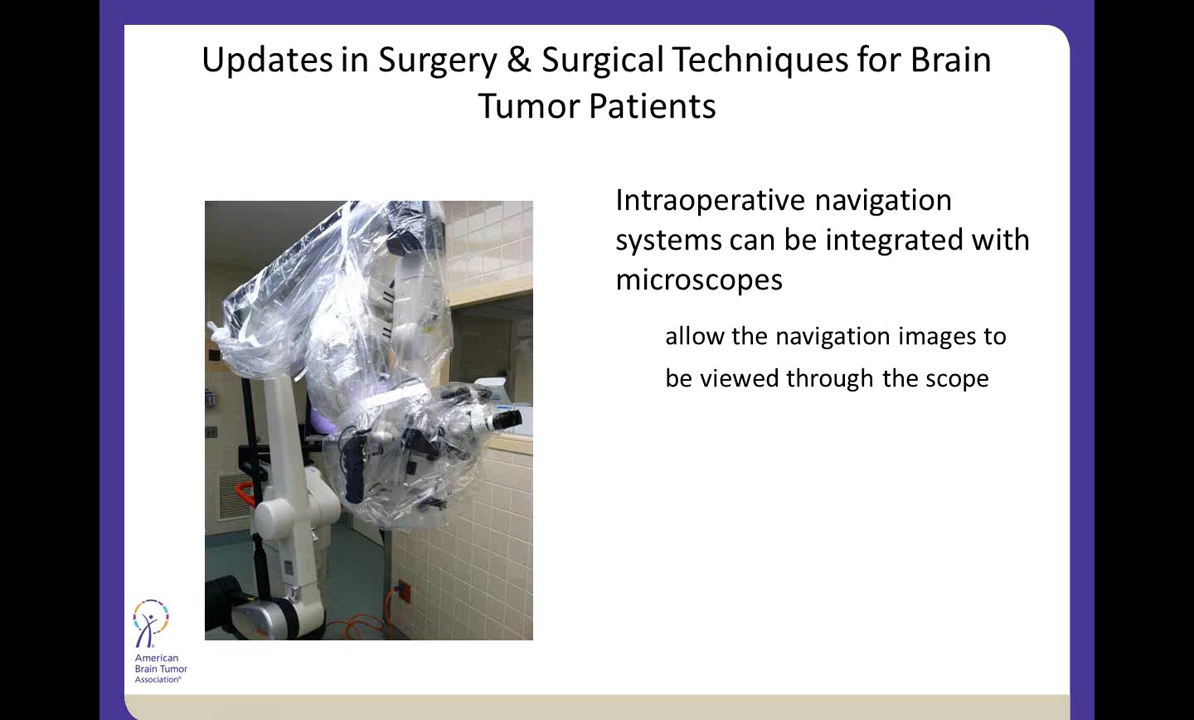 Updates in Surgery & Surgical Techniques for Brain
Tumor Patients
Intraoperative navigation
systems can be integrated with
microscopes
allow the navigation images to
be viewed through the scope
American
Brain Tumor
Association®